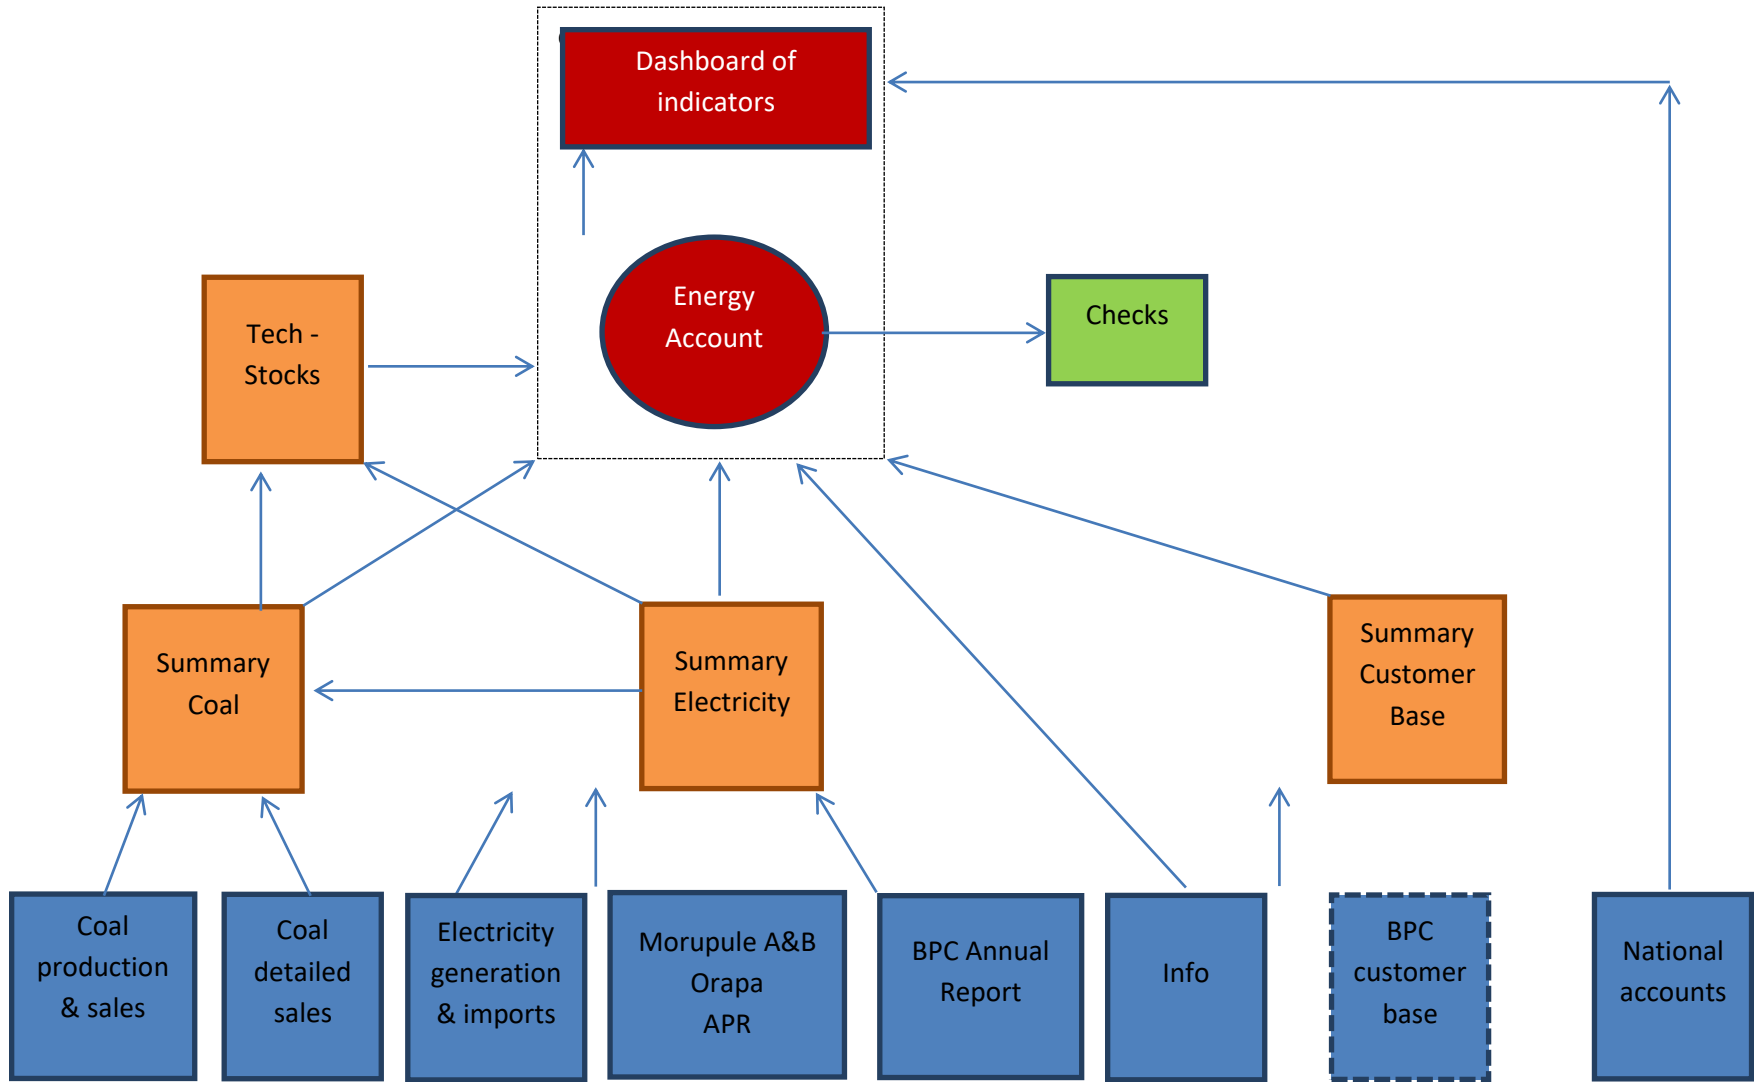 Dashboard of
indicators
Energy
Account
Checks
Tech -
Stocks
Summary
Coal
Summary
Electricity
Summary
Customer
Base
Coal
production
& sales
Coal
detailed
sales
Electricity
generation
& imports
Morupule A&B
Orapa
APR
BPC Annual
Report
Info
BPC
customer
base
National
accounts